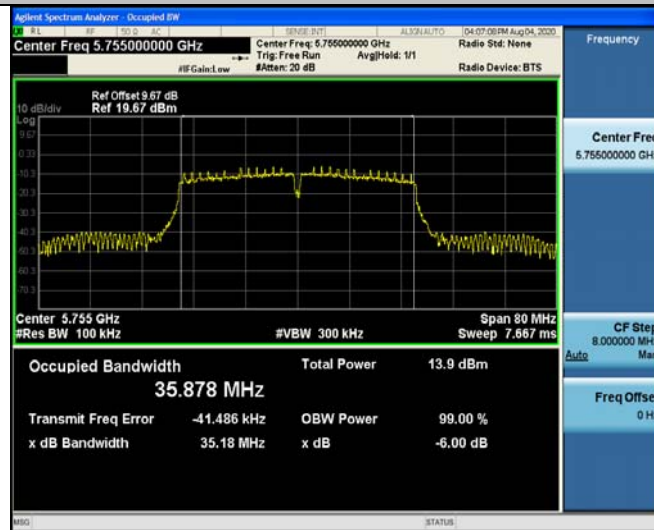 Agilent Spectrum Analyzer - Occupied BW
RL RF 50 Ω AC SENSE:INT ALIGN AUTO 04:07:08 PM Aug 04, 2020
Center Freq 5.755000000 GHz
Center Freq: 5.755000000 GHz
Radio Std: None
Trig: Free Run Avg|Hold: 1/1
#IFGain:Low #Atten: 20 dB Radio Device: BTS
Ref Offset 9.67 dB
10 dB/div Ref 19.67 dBm
Log
9.67
0.33
-10.3
-20.3
-30.3
-40.3
-50.3
-60.3
-70.3
Center 5.755 GHz Span 80 MHz
#Res BW 100 kHz #VBW 300 kHz Sweep 7.667 ms
Occupied Bandwidth Total Power 13.9 dBm
35.878 MHz
Transmit Freq Error -41.486 kHz OBW Power 99.00 %
x dB Bandwidth 35.18 MHz x dB -6.00 dB
MSG STATUS
Frequency
Center Fre
5.755000000 GH
CF Step
8.000000 MH
Auto Ma
Freq Offse
0 H